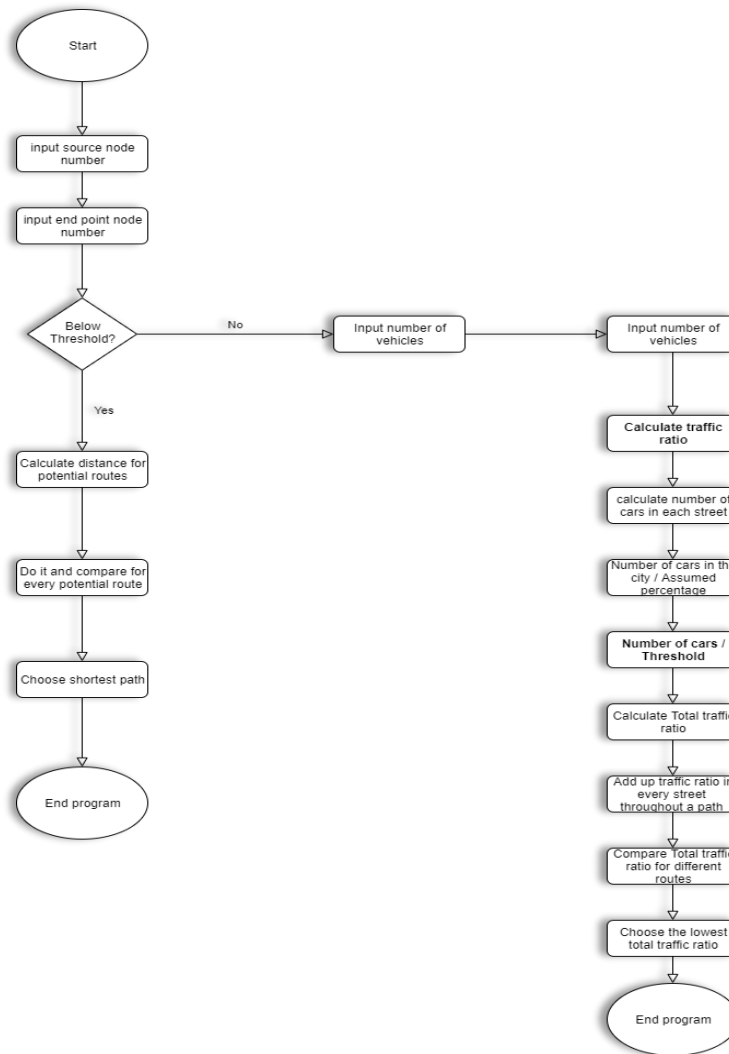 Start
input source node
number
input end point node
number
Below
Threshold?
No
Input number of
vehicles
Input number of
vehicles
Yes
Calculate distance for
potential routes
Do it and compare for
every potential route
Choose shortest path
End program
Calculate traffic
ratio
calculate number of
cars in each street
Number of cars in th
city / Assumed
percentage
Number of cars /
Threshold
Calculate Total traffic
ratio
Add up traffic ratio in
every street
throughout a path
Compare Total traffic
ratio for different
routes
Choose the lowest
total traffic ratio
End program